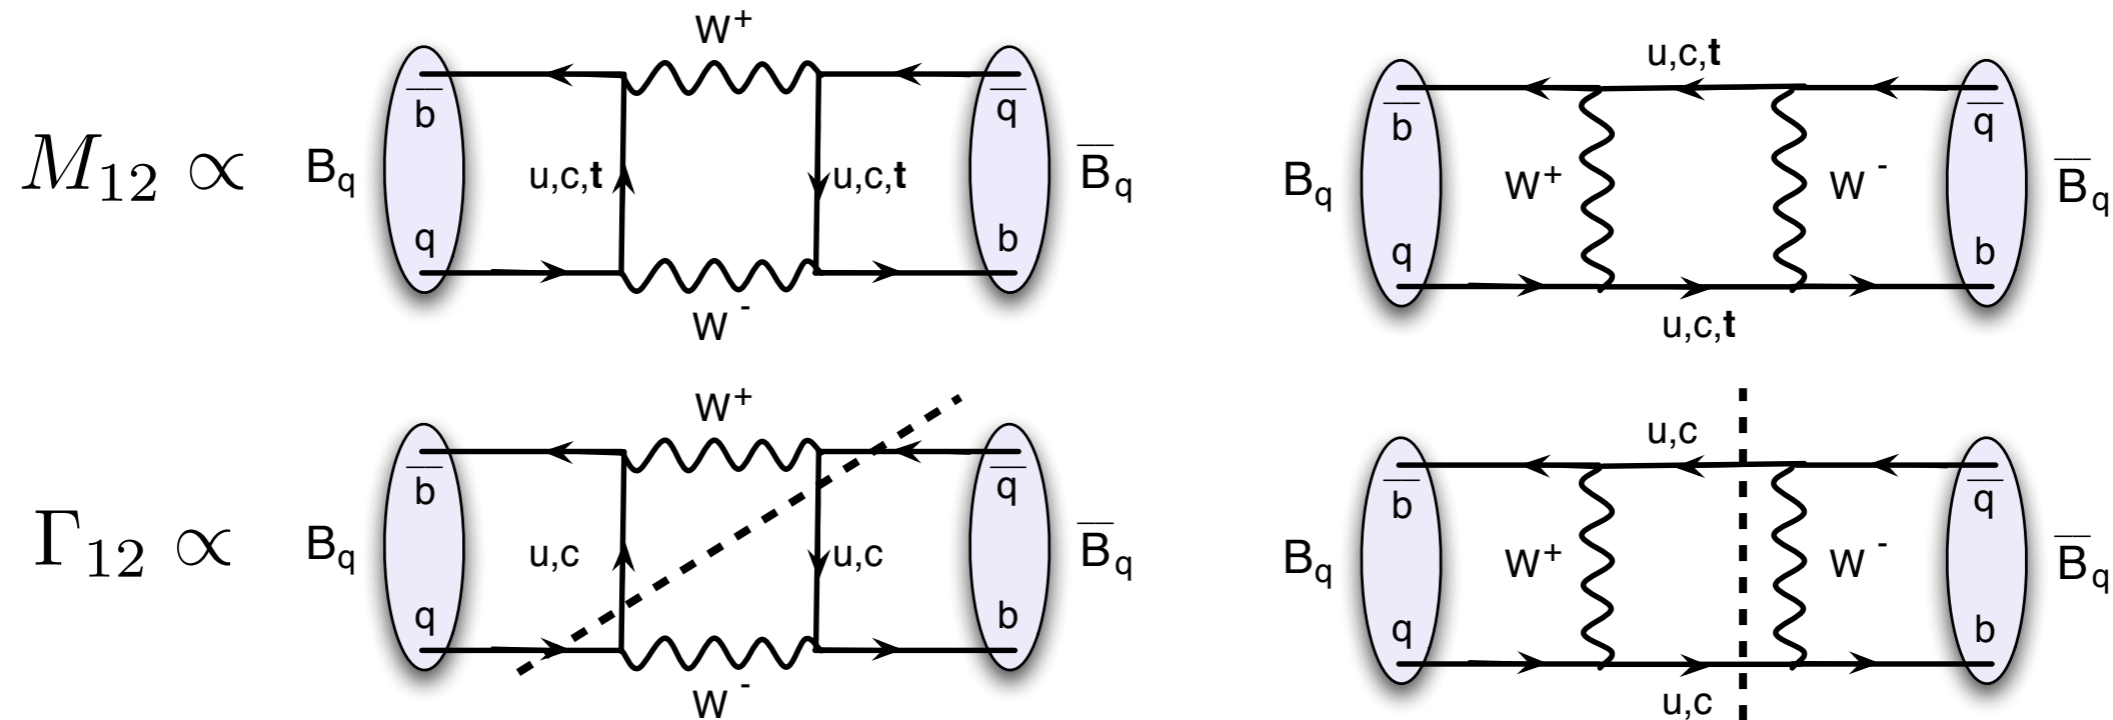 M₁₂ ∝
B_q
b̅
q
u,c,t
W⁺
W⁻
u,c,t
q̅
b
B̅_q
B_q
b̅
q
W⁺
u,c,t
u,c,t
W⁻
q̅
b
B̅_q
Γ₁₂ ∝
B_q
b̅
q
u,c
W⁺
W⁻
u,c
q̅
b
B̅_q
B_q
b̅
q
W⁺
u,c
u,c
W⁻
q̅
b
B̅_q